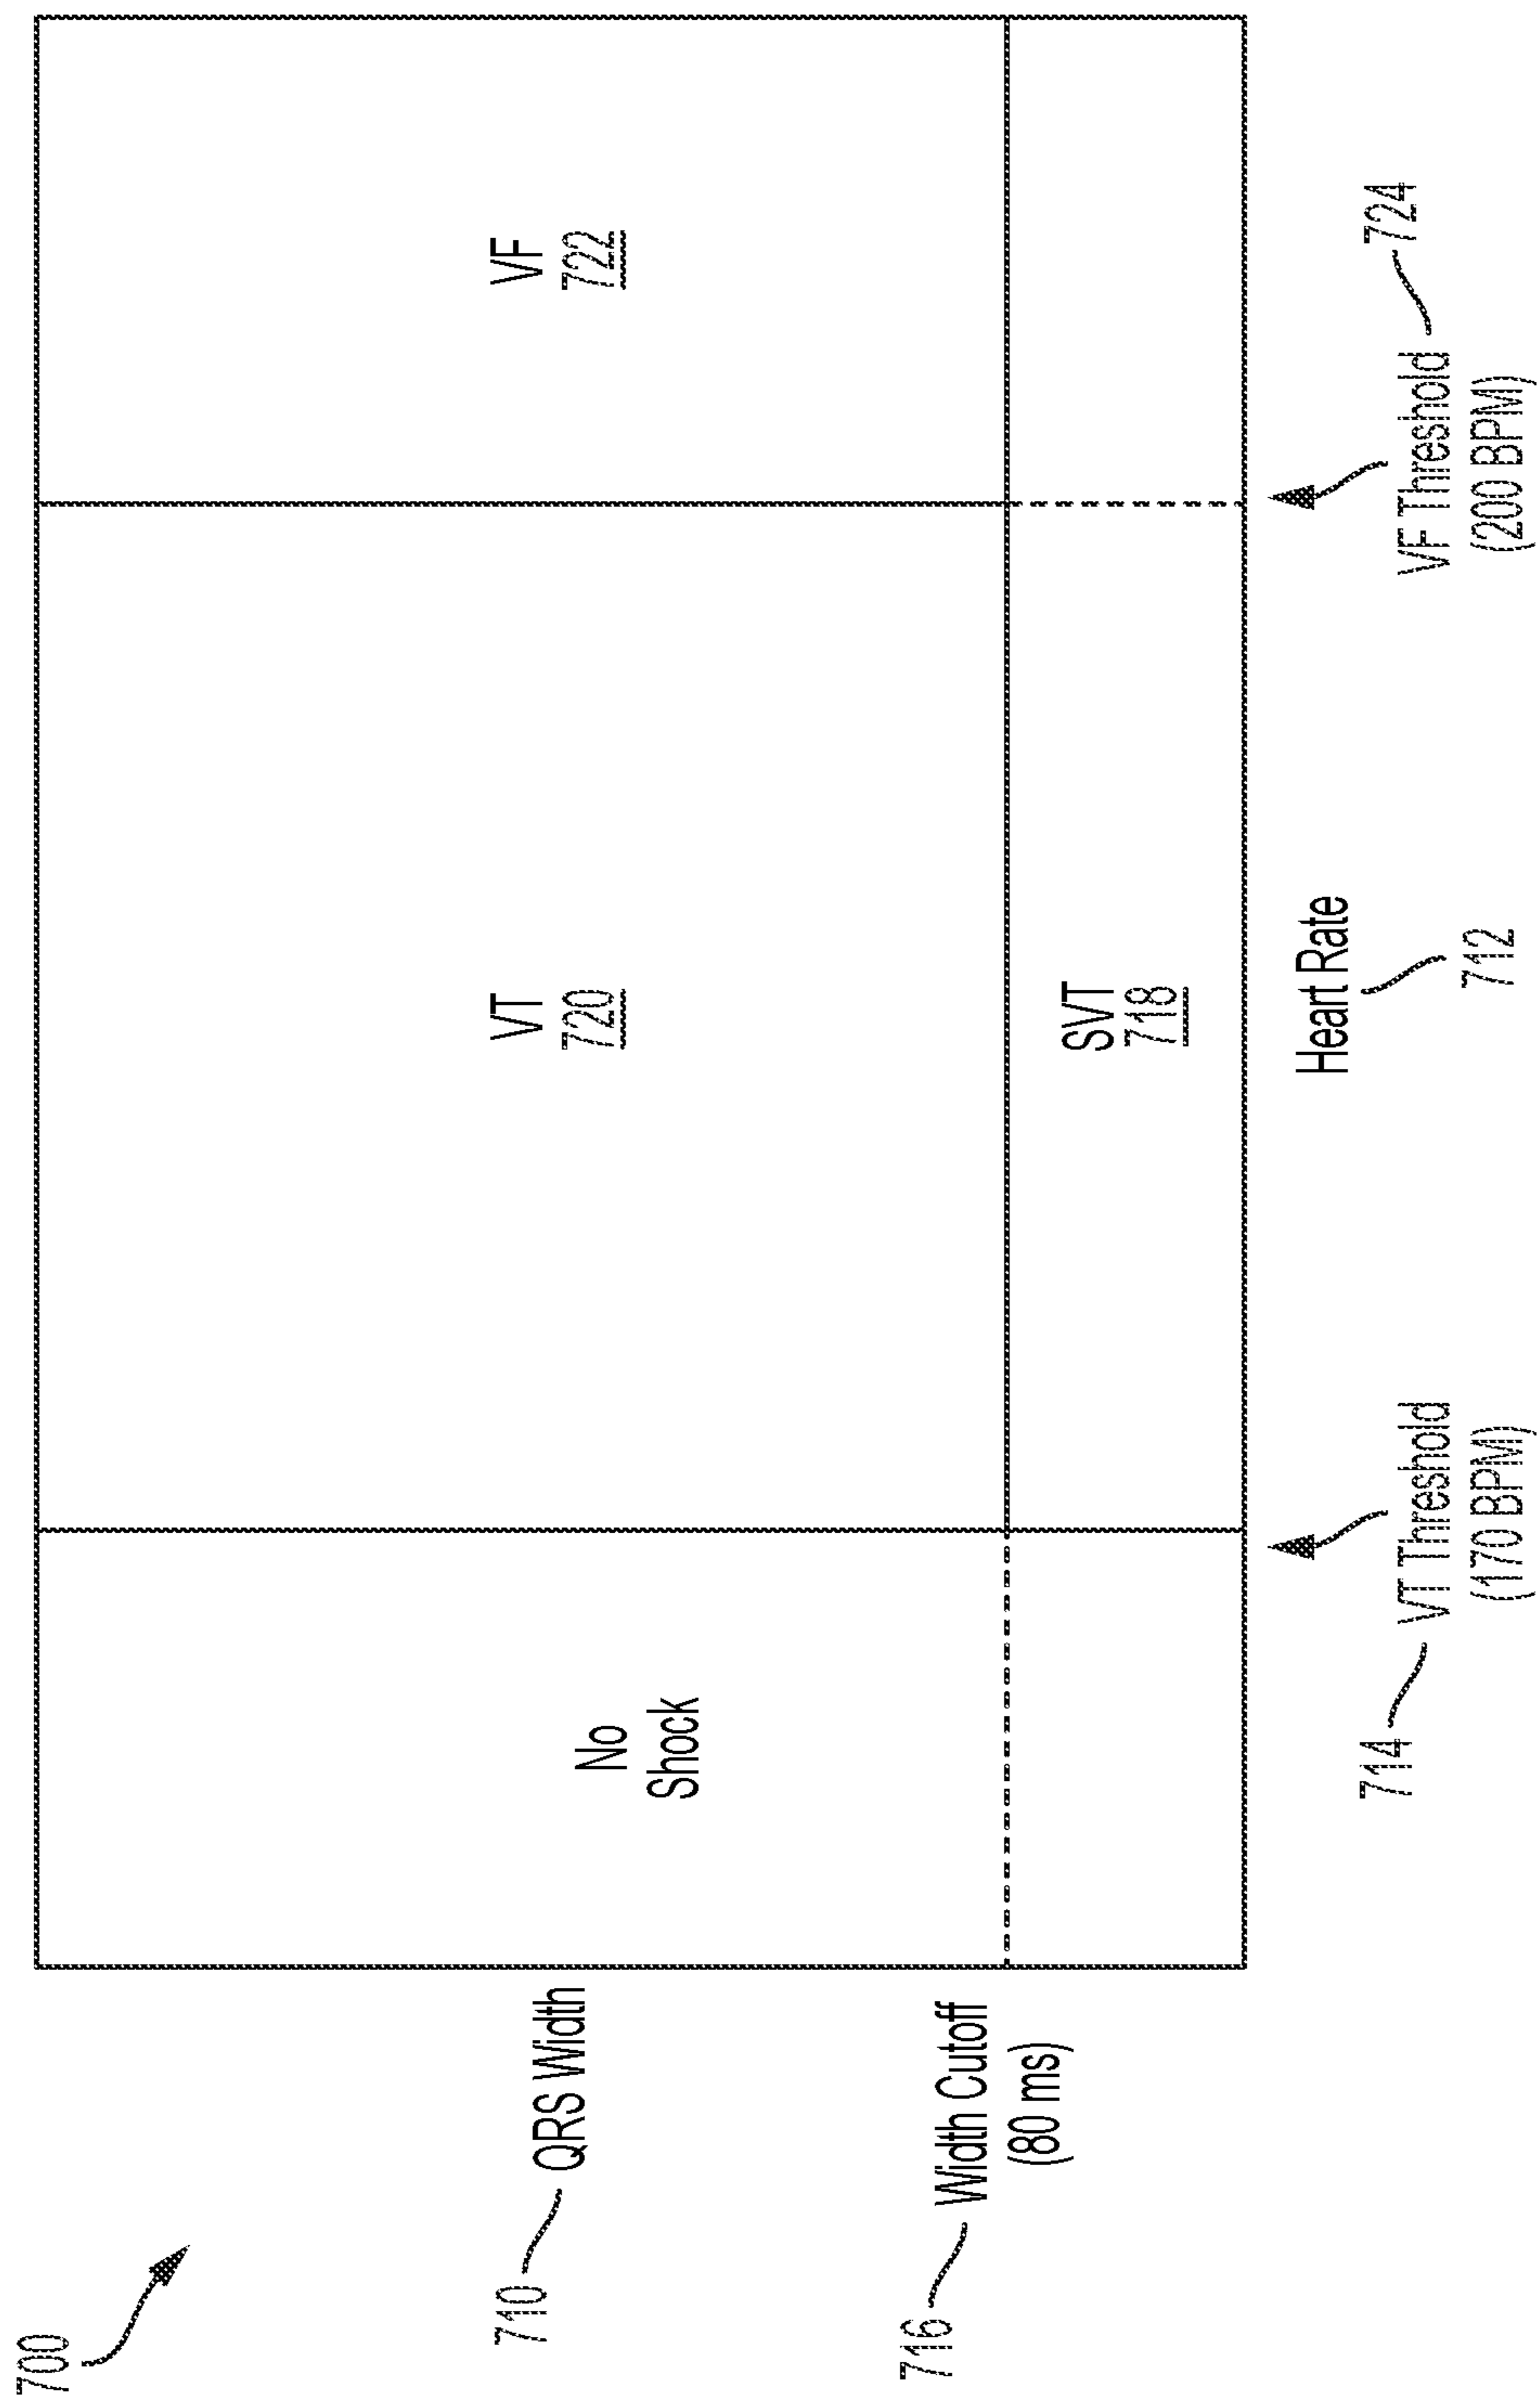 700
VF
722
VT
720
No
Shock
710
QRS Width
SVT
718
716
Width Cutoff
(80 ms)
Heart Rate
712
714
VT Threshold
(170 BPM)
VF Threshold
(200 BPM)
724